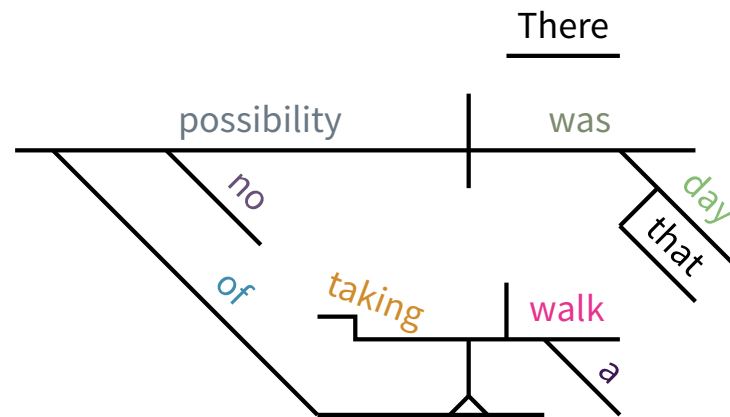 There
possibility was
no
day
that
of
taking
walk
a